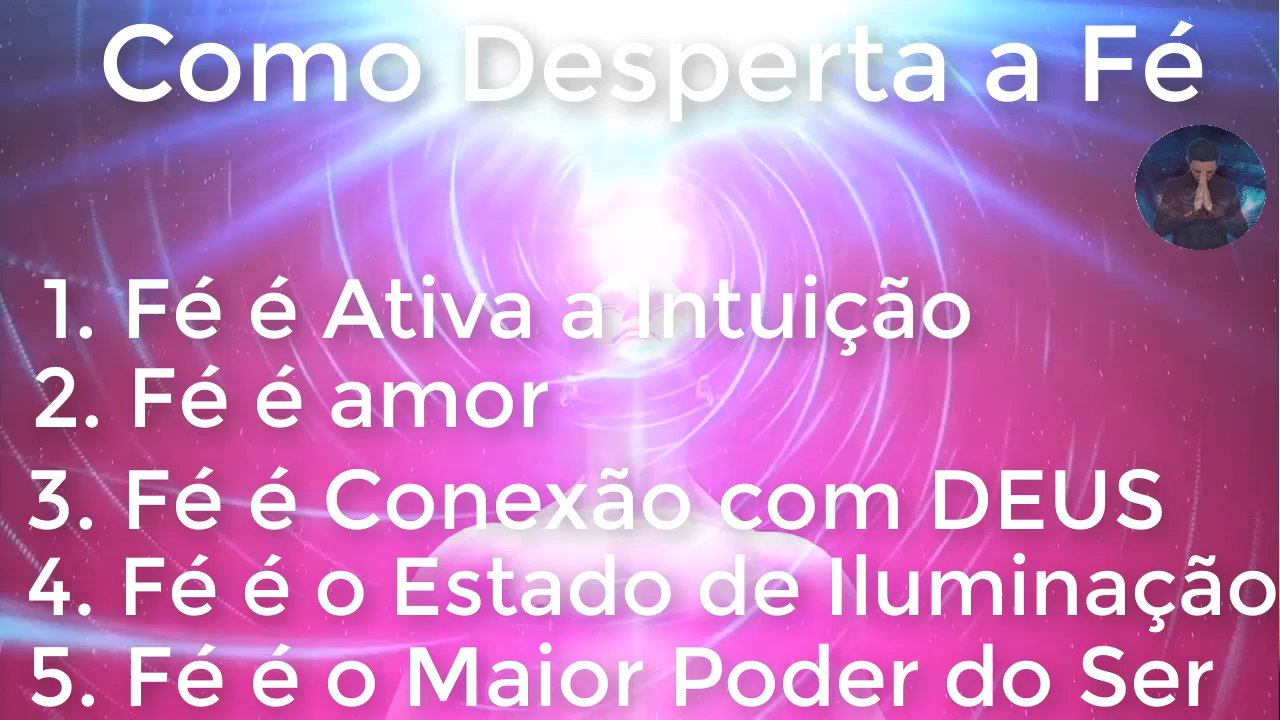 Como Desperta a Fé
1. Fé é Ativa a Intuição
2. Fé é amor
3. Fé é Conexão com DEUS
4. Fé é o Estado de Iluminação
5. Fé é o Maior Poder do Ser